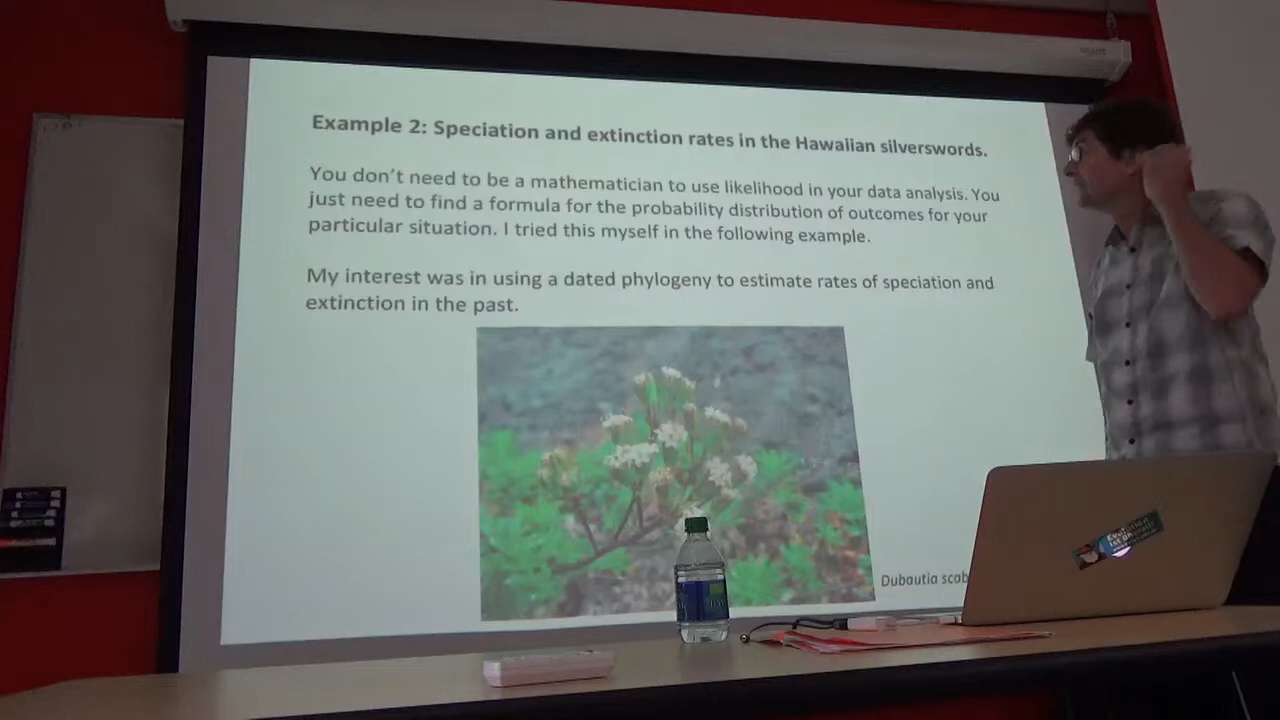 Example 2: Speciation and extinction rates in the Hawaiian silverswords.
You don't need to be a mathematician to use likelihood in your data analysis. You
just need to find a formula for the probability distribution of outcomes for your
particular situation. I tried this myself in the following example.
My interest was in using a dated phylogeny to estimate rates of speciation and
extinction in the past.
Dubautia scab